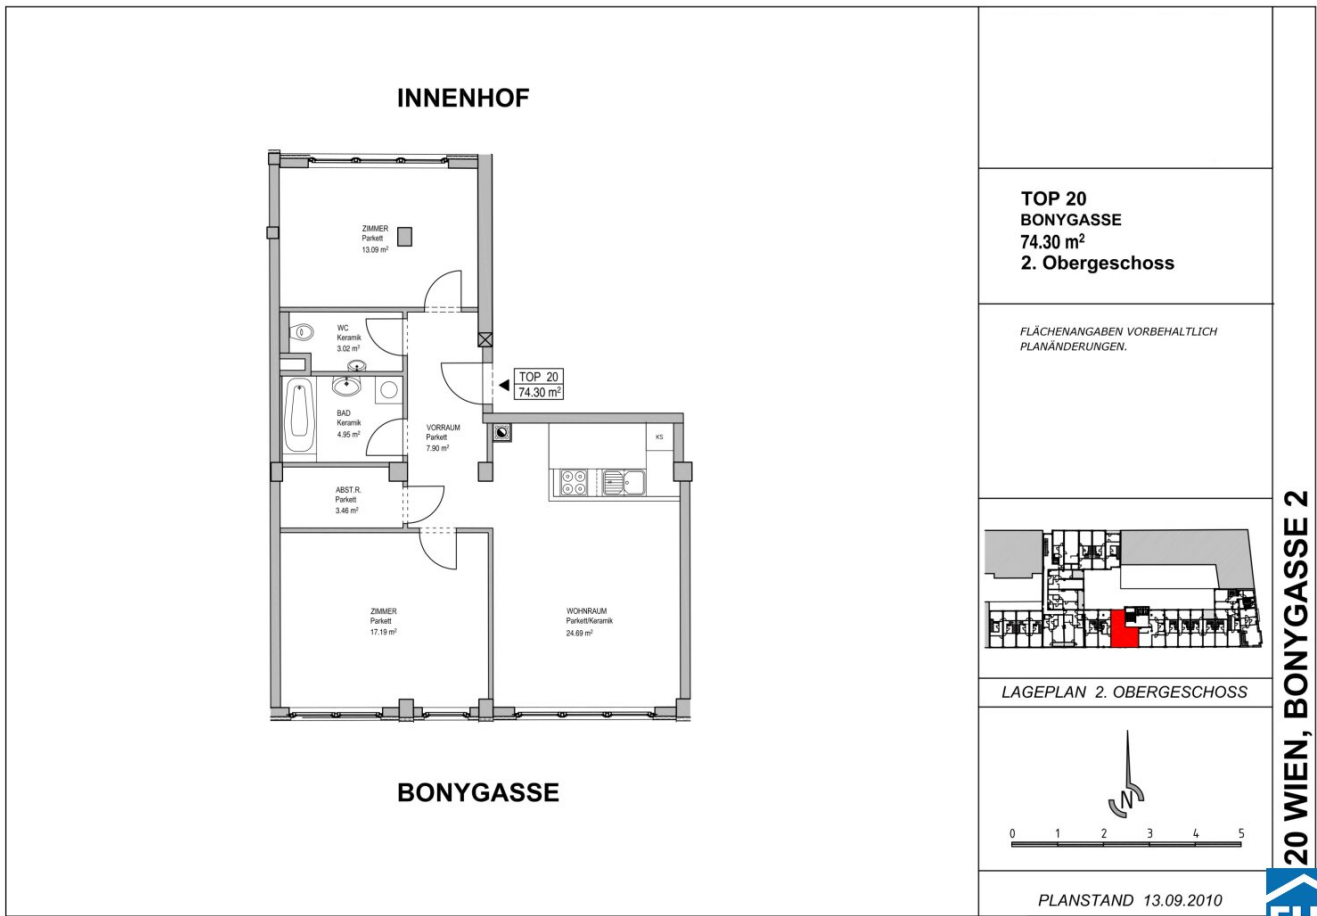 INNENHOF
ZIMMER
Parkett
13.09 m²
WC
Keramik
3.02 m²
TOP 20
74.30 m²
BAD
Keramik
4.95 m²
VORRAUM
Parkett
7.90 m²
KS
ABST.R.
Parkett
3.46 m²
ZIMMER
Parkett
17.19 m²
WOHNRAUM
Parkett/Keramik
24.69 m²
BONYGASSE
TOP 20
BONYGASSE
74.30 m²
2. Obergeschoss
FLÄCHENANGABEN VORBEHALTLICH
PLANÄNDERUNGEN.
LAGEPLAN 2. OBERGESCHOSS
N
0 1 2 3 4 5
PLANSTAND 13.09.2010
20 WIEN, BONYGASSE 2